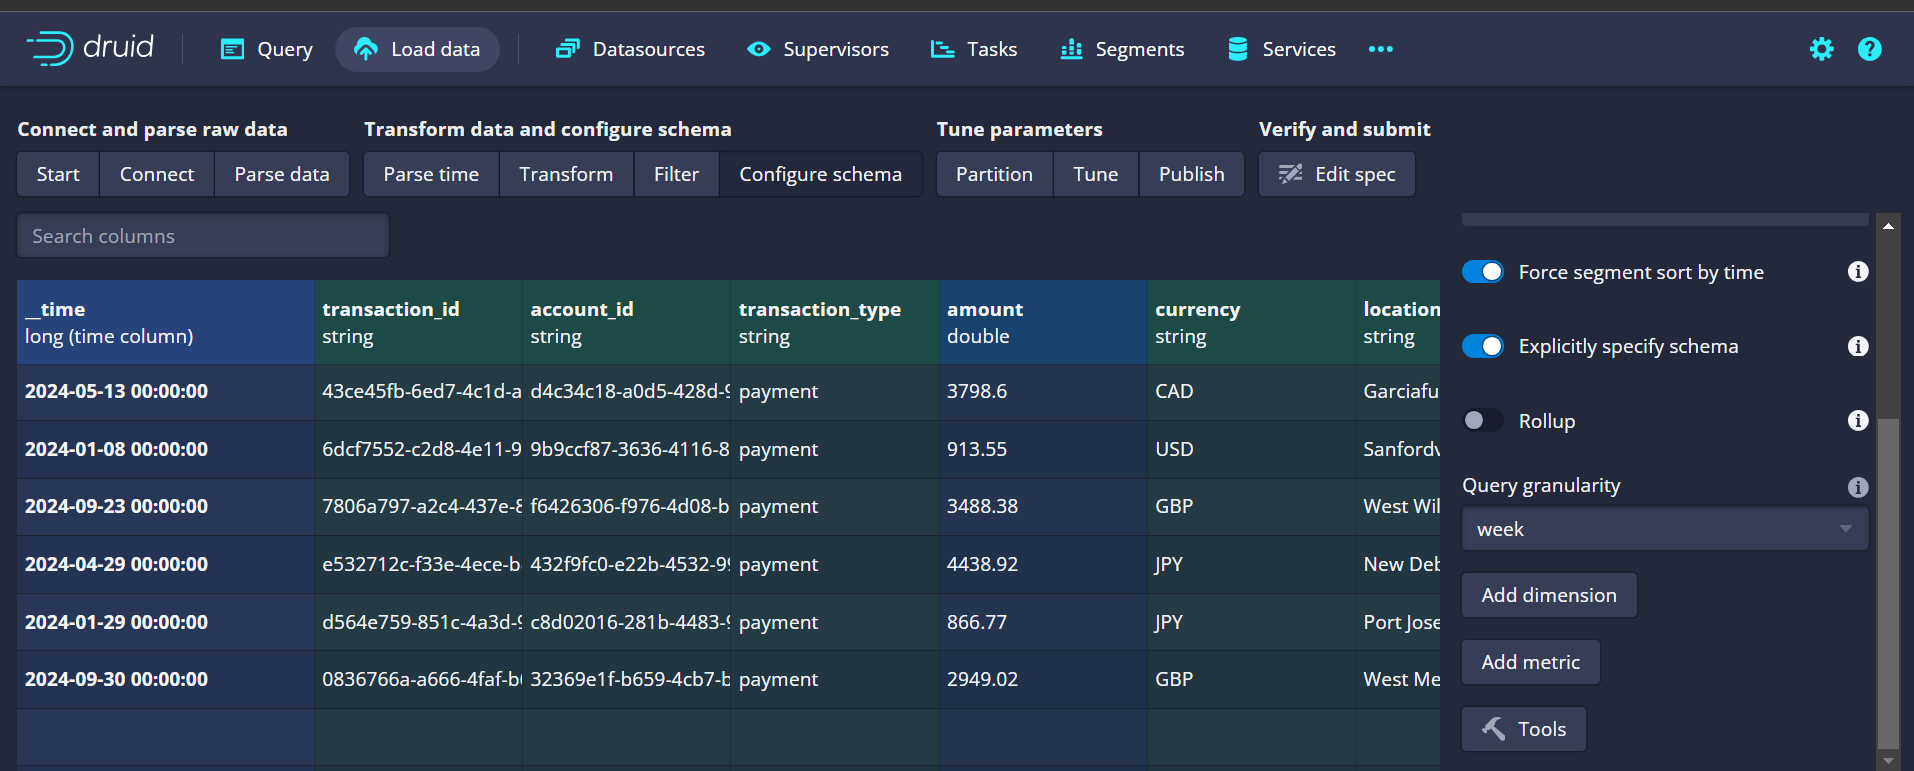 druid Query Load data Datasources Supervisors Tasks Segments Services
Connect and parse raw data Transform data and configure schema Tune parameters Verify and submit
Start Connect Parse data Parse time Transform Filter Configure schema Partition Tune Publish Edit spec
Search columns
__time transaction_id account_id transaction_type amount currency location
long (time column) string string string double string string
2024-05-13 00:00:00 43ce45fb-6ed7-4c1d-a d4c34c18-a0d5-428d-9 payment 3798.6 CAD Garciafu
2024-01-08 00:00:00 6dcf7552-c2d8-4e11-9 9b9ccf87-3636-4116-8 payment 913.55 USD Sanfordv
2024-09-23 00:00:00 7806a797-a2c4-437e-8 f6426306-f976-4d08-b payment 3488.38 GBP West Wil
2024-04-29 00:00:00 e532712c-f33e-4ece-b 432f9fc0-e22b-4532-99 payment 4438.92 JPY New Deb
2024-01-29 00:00:00 d564e759-851c-4a3d-9 c8d02016-281b-4483-9 payment 866.77 JPY Port Jose
2024-09-30 00:00:00 0836766a-a666-4faf-b6 32369e1f-b659-4cb7-b payment 2949.02 GBP West Me
Force segment sort by time
Explicitly specify schema
Rollup
Query granularity
week
Add dimension
Add metric
Tools